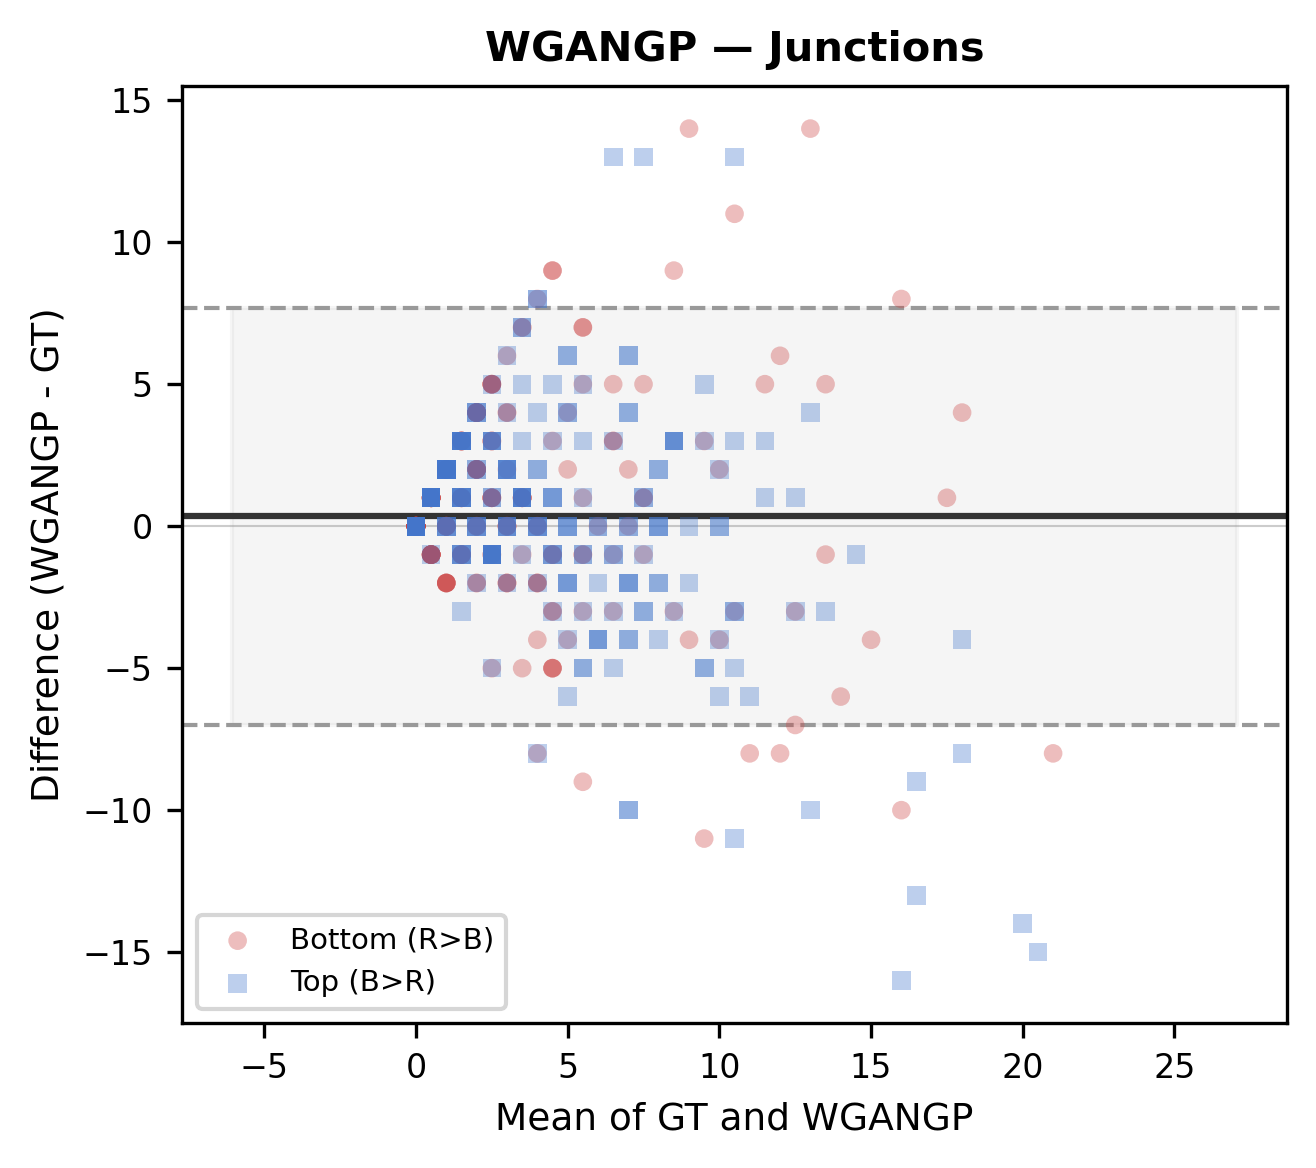 WGANGP — Junctions
15
10
5
0
−5
−10
−15
Difference (WGANGP - GT)
Bottom (R>B)
Top (B>R)
−5
0
5
10
15
20
25
Mean of GT and WGANGP